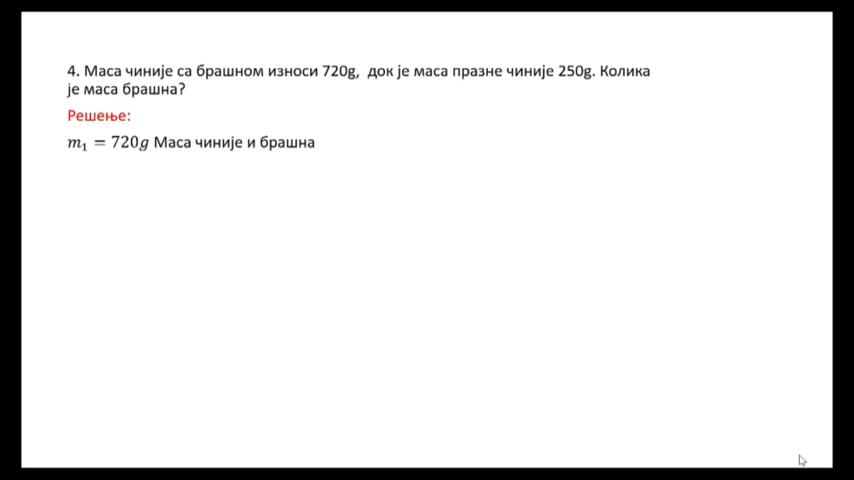 4. Маса чиније са брашном износи 720g,  док је маса празне чиније 250g. Колика
је маса брашна?
Решење:
m₁ = 720g Маса чиније и брашна